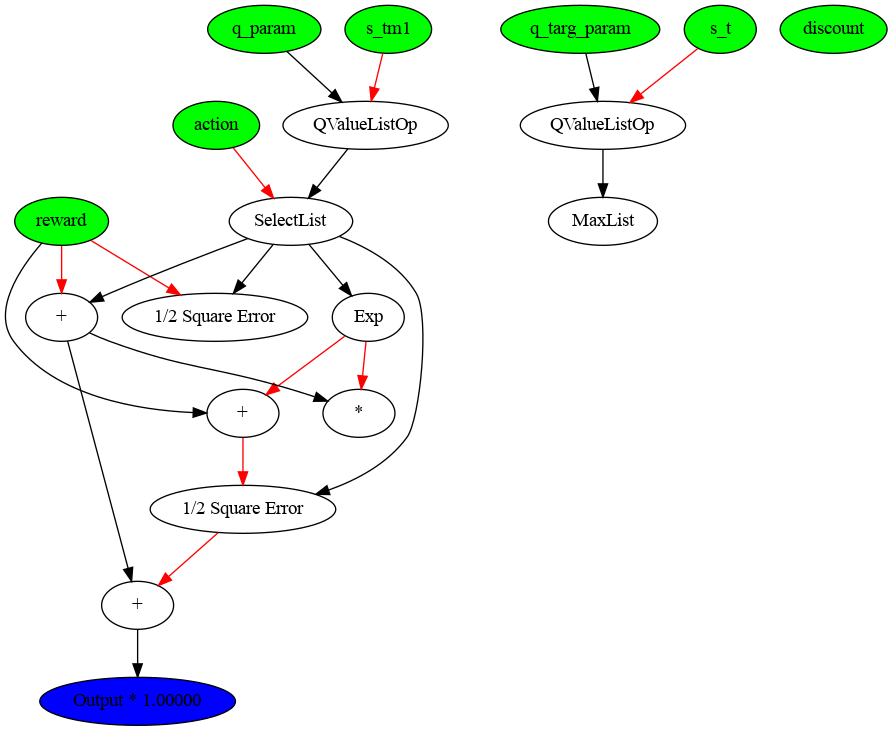 q_param
s_tm1
q_targ_param
s_t
discount
action
QValueListOp
QValueListOp
reward
SelectList
MaxList
+
1/2 Square Error
Exp
+
*
1/2 Square Error
+
Output * 1.00000